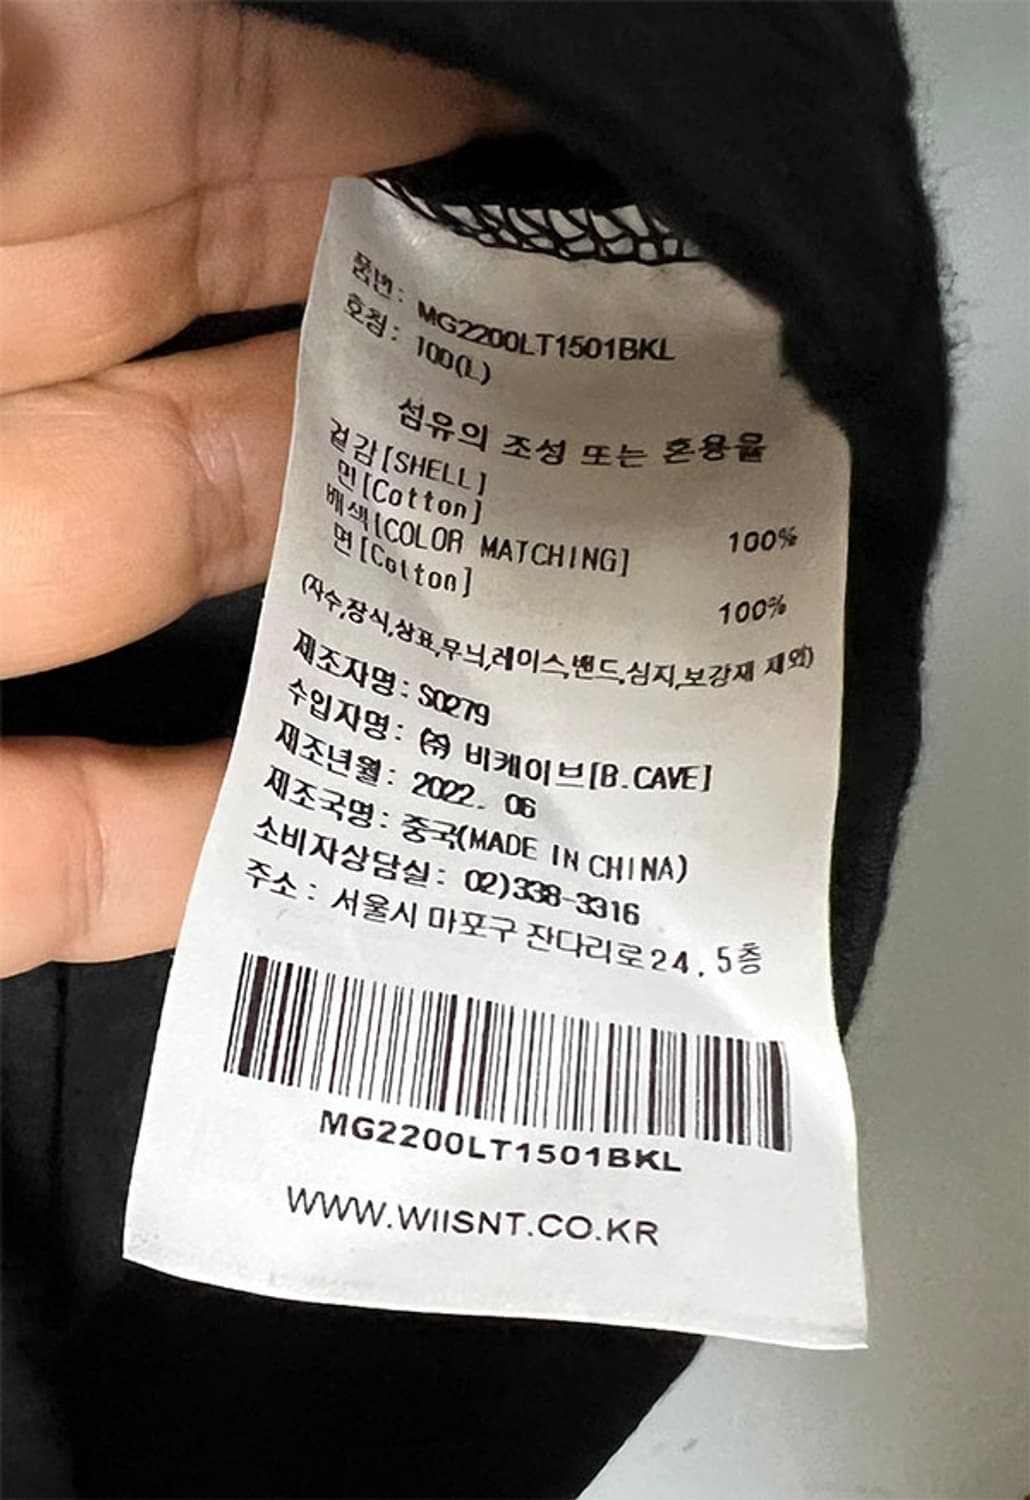 품번: MG2200LT1501BKL
호칭: 100(L)
섬유의 조성 또는 혼용율
겉감[SHELL]
면[Cotton] 100%
배색[COLOR MATCHING]
면[Cotton] 100%
(자수,장식,상표,무늬,레이스,밴드,심지,보강재 제외)
제조자명: S0279
수입자명: ㈜ 비케이브[B.CAVE]
제조년월: 2022. 06
제조국명: 중국(MADE IN CHINA)
소비자상담실: 02)338-3316
주소: 서울시 마포구 잔다리로24, 5층
MG2200LT1501BKL
WWW.WIISNT.CO.KR